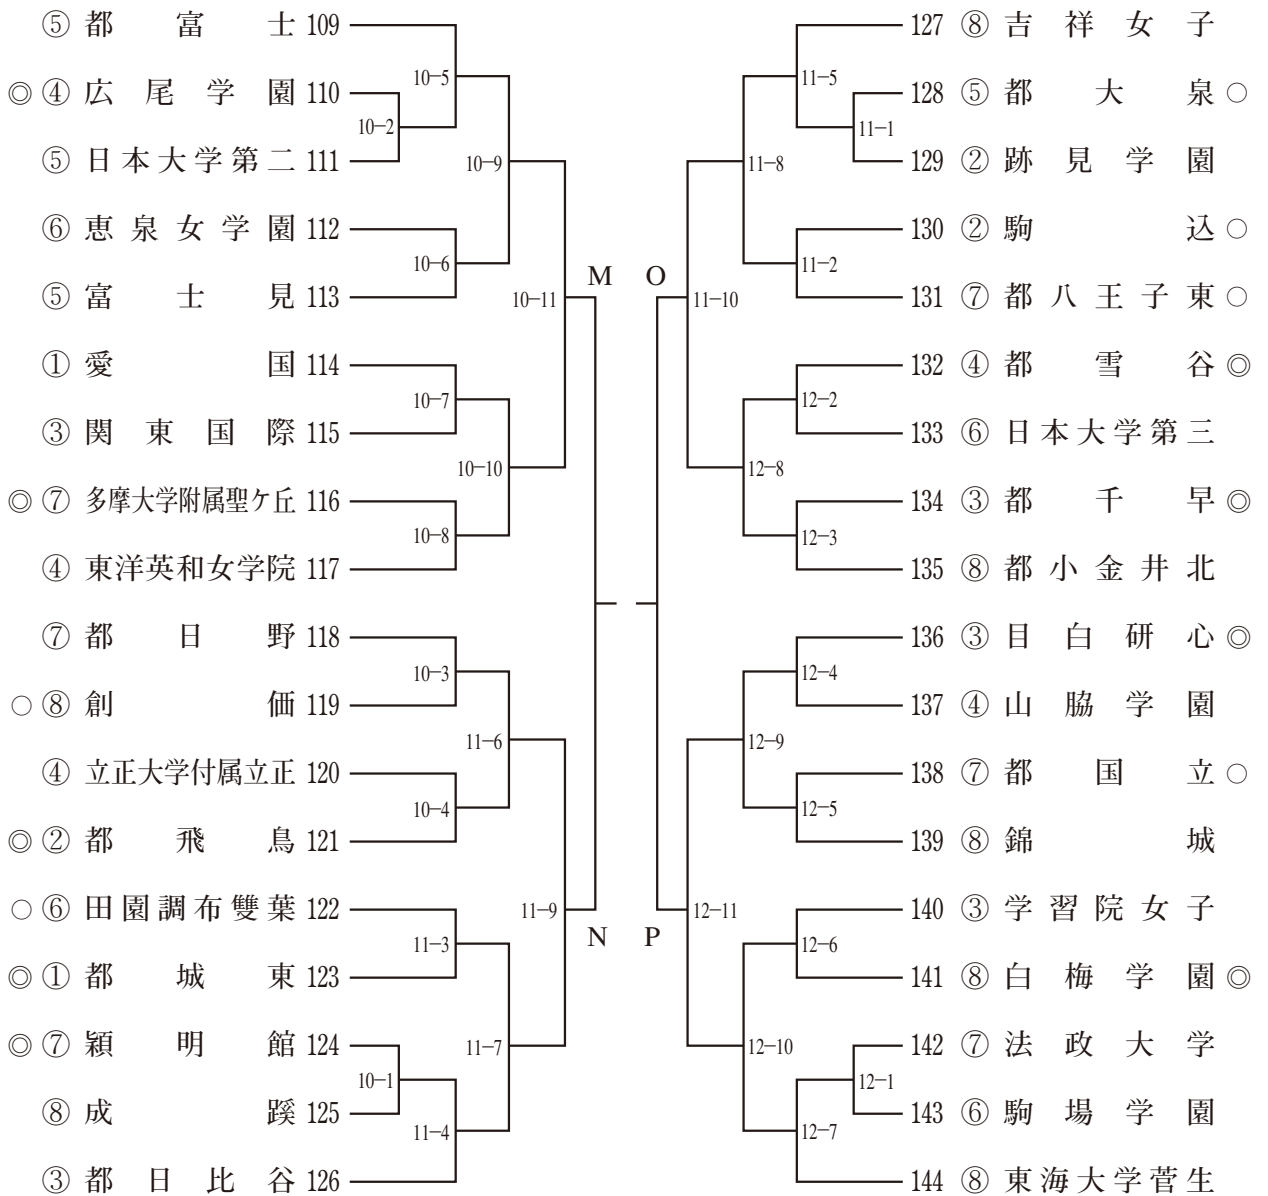 ⑤ 都富士 109
◎ ④ 広尾学園 110
⑤ 日本大学第二 111
⑥ 恵泉女学園 112
⑤ 富士見 113
① 愛国 114
③ 関東国際 115
◎ ⑦ 多摩大学附属聖ケ丘 116
④ 東洋英和女学院 117
⑦ 都日野 118
○ ⑧ 創価 119
④ 立正大学付属立正 120
◎ ② 都飛鳥 121
○ ⑥ 田園調布雙葉 122
◎ ① 都城東 123
◎ ⑦ 穎明館 124
⑧ 成蹊 125
③ 都日比谷 126
10-5
10-2
10-9
10-6
10-11
10-7
10-10
10-8
10-3
11-6
10-4
11-9
11-3
11-7
10-1
11-4
M
O
N
P
11-5
11-1
11-8
11-2
11-10
12-2
12-8
12-3
12-4
12-9
12-5
12-11
12-6
12-10
12-1
12-7
127 ⑧ 吉祥女子
128 ⑤ 都大泉 ○
129 ② 跡見学園
130 ② 駒込 ○
131 ⑦ 都八王子東 ○
132 ④ 都雪谷 ◎
133 ⑥ 日本大学第三
134 ③ 都千早 ◎
135 ⑧ 都小金井北
136 ③ 目白研心 ◎
137 ④ 山脇学園
138 ⑦ 都国立 ○
139 ⑧ 錦城
140 ③ 学習院女子
141 ⑧ 白梅学園 ◎
142 ⑦ 法政大学
143 ⑥ 駒場学園
144 ⑧ 東海大学菅生